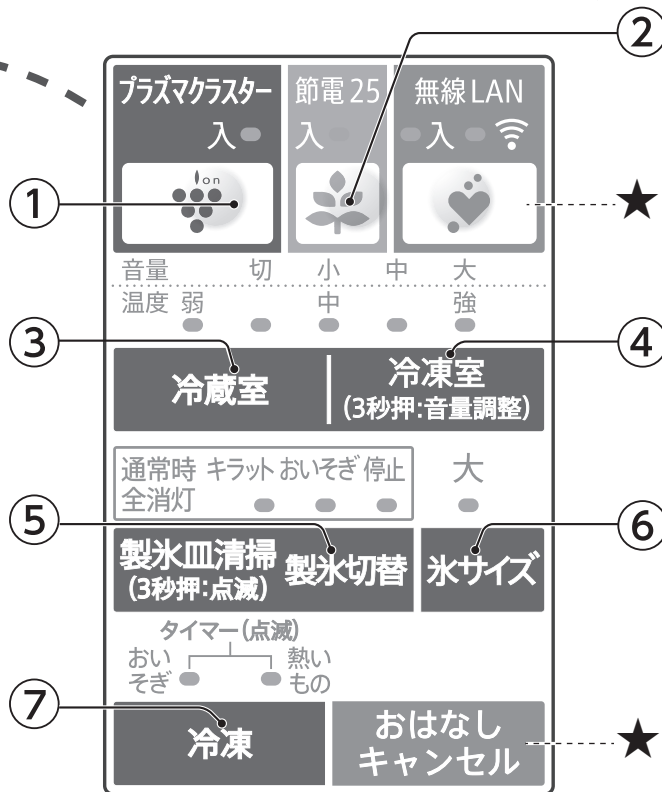 ②
プラズマクラスター 節電25 無線LAN
入 入 入
Ion
① ★
音量 切 小 中 大
温度 弱 中 強
③ ④
冷蔵室 冷凍室
(3秒押:音量調整)
通常時 キラット おいそぎ 停止 大
全消灯
⑤ ⑥
製氷皿清掃 製氷切替 氷サイズ
(3秒押:点滅)
タイマー(点滅)
おい 熱い
そぎ もの
⑦
冷凍 おはなし
キャンセル ★